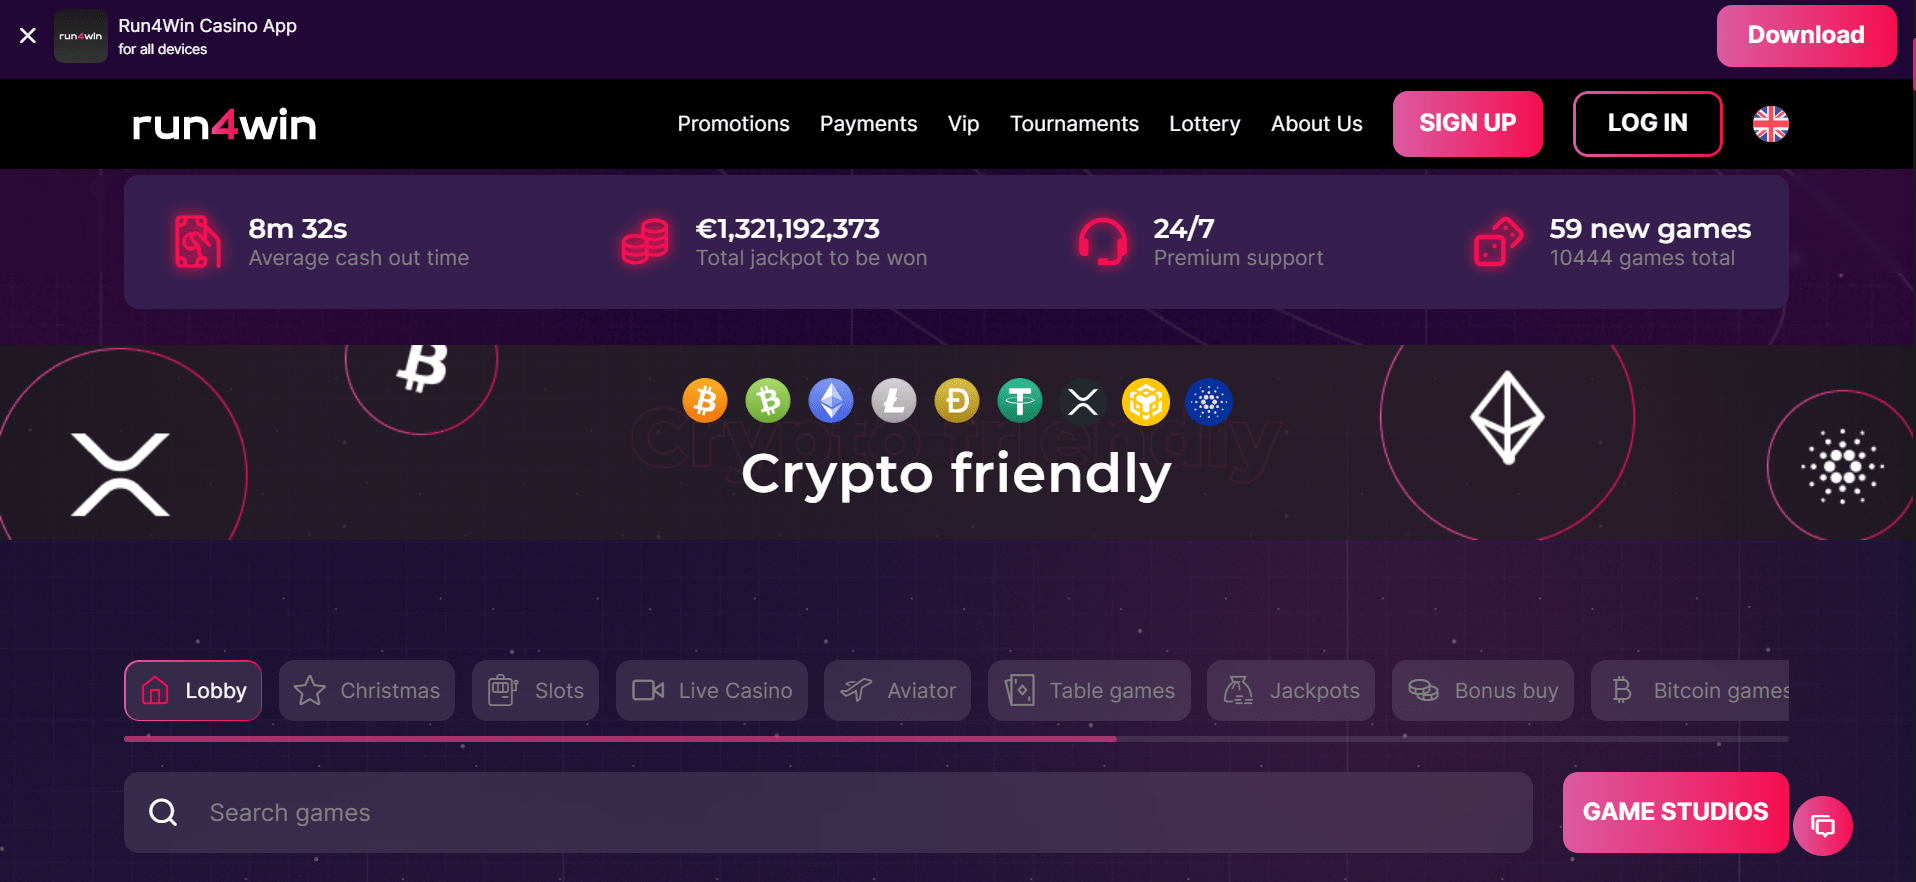 Run4Win Casino App
for all devices
run4win
Download
run4win
Promotions Payments Vip Tournaments Lottery About Us SIGN UP LOG IN
8m 32s
Average cash out time
€1,321,192,373
Total jackpot to be won
24/7
Premium support
59 new games
10444 games total
Crypto friendly
Crypto friendly
Lobby Christmas Slots Live Casino Aviator Table games Jackpots Bonus buy Bitcoin games
Search games
GAME STUDIOS